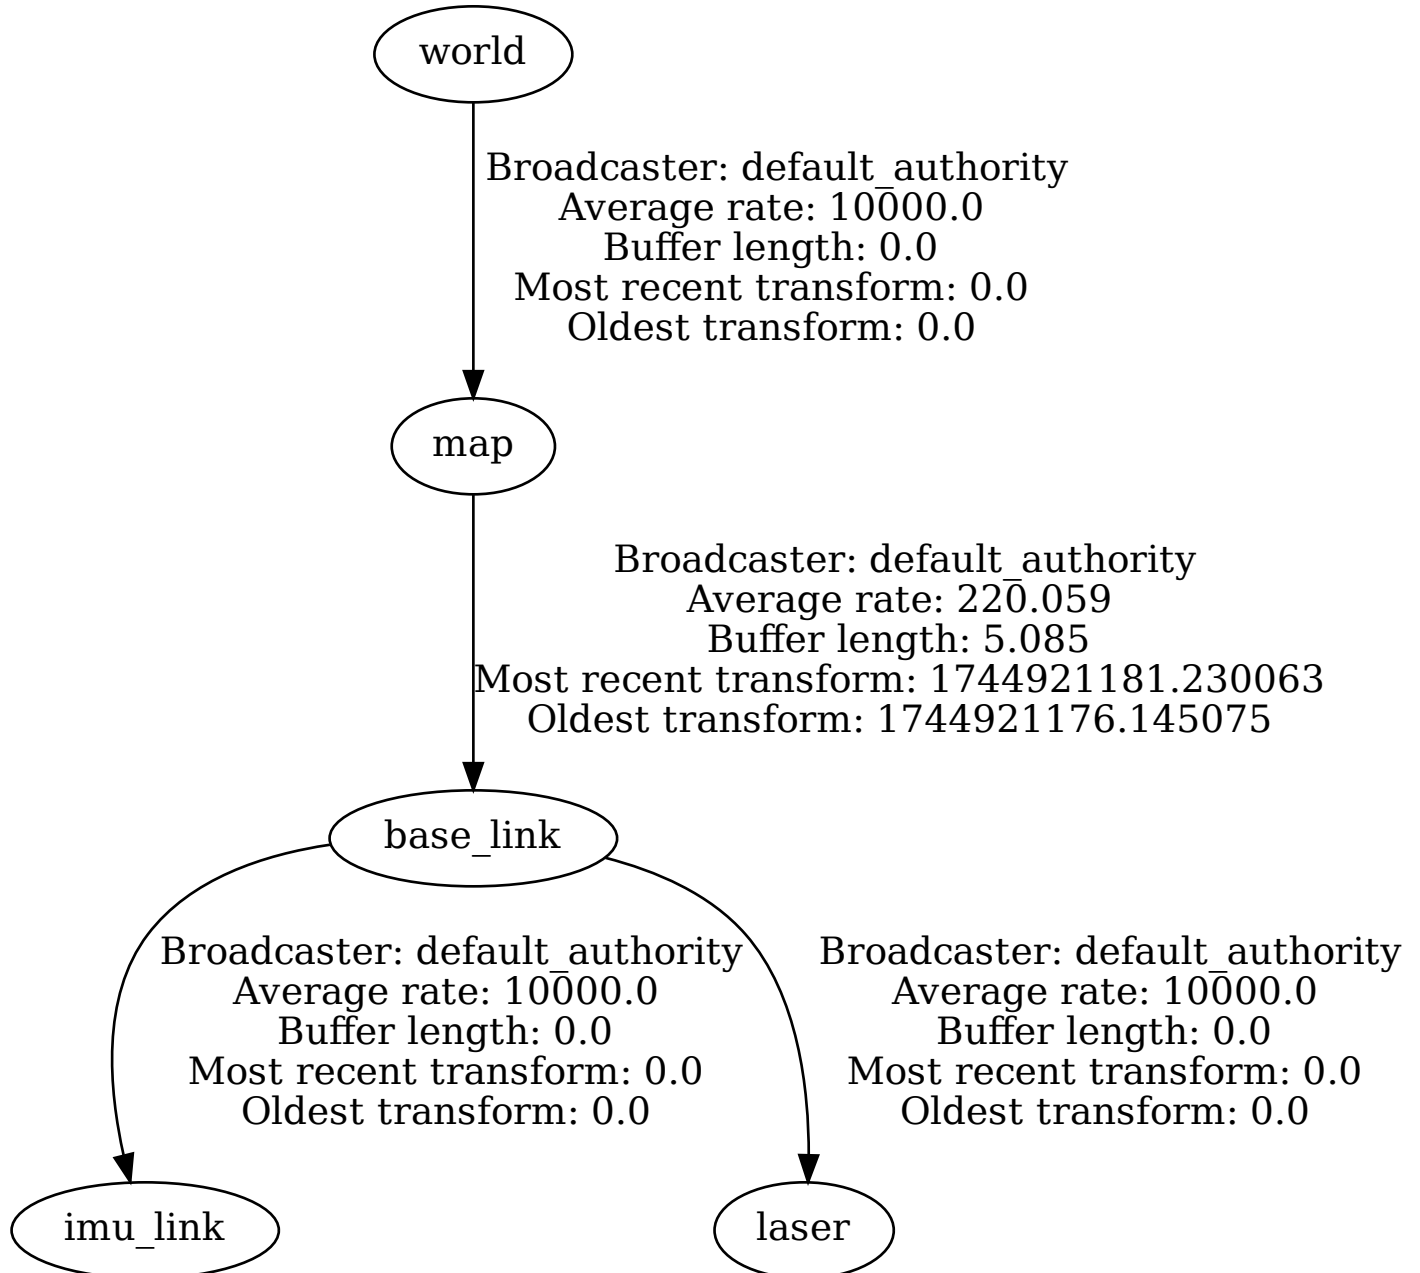 world
Broadcaster: default_authority
Average rate: 10000.0
Buffer length: 0.0
Most recent transform: 0.0
Oldest transform: 0.0
map
Broadcaster: default_authority
Average rate: 220.059
Buffer length: 5.085
Most recent transform: 1744921181.230063
Oldest transform: 1744921176.145075
base_link
Broadcaster: default_authority
Average rate: 10000.0
Buffer length: 0.0
Most recent transform: 0.0
Oldest transform: 0.0
Broadcaster: default_authority
Average rate: 10000.0
Buffer length: 0.0
Most recent transform: 0.0
Oldest transform: 0.0
imu_link
laser